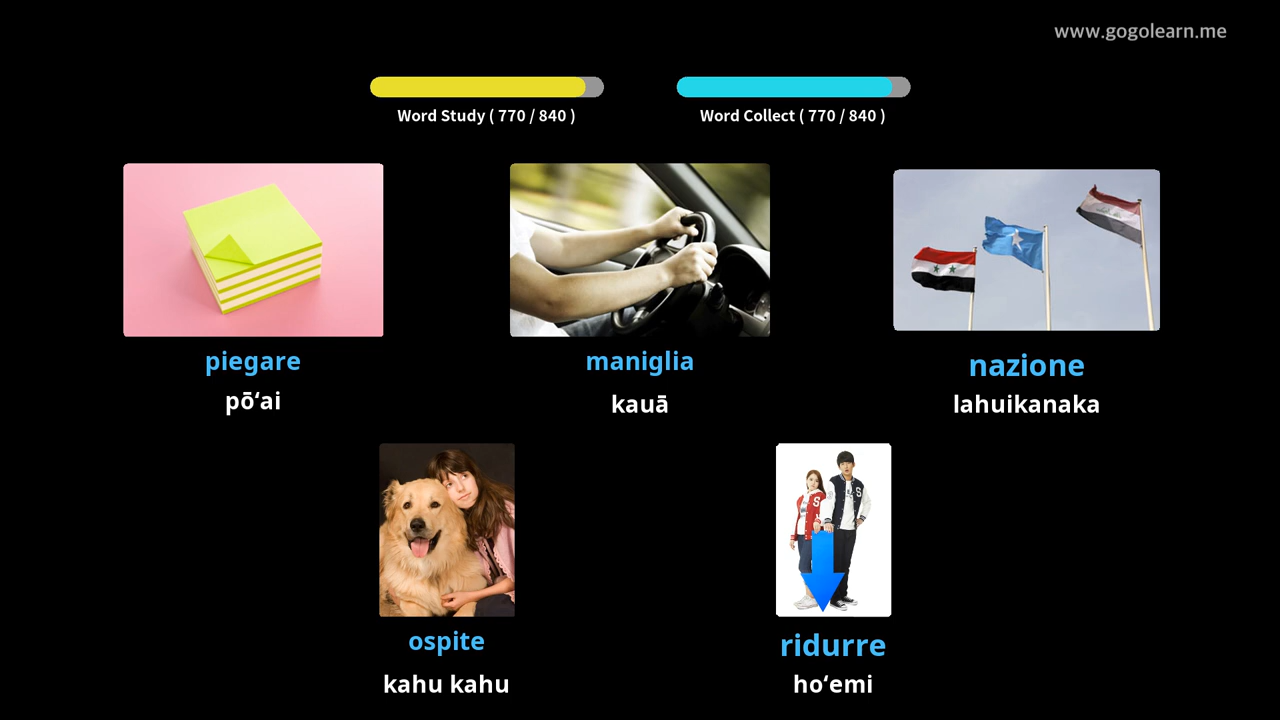 www.gogolearn.me
Word Study ( 770 / 840 )
Word Collect ( 770 / 840 )
piegare
maniglia
nazione
pōʻai
kauā
lahuikanaka
ospite
ridurre
kahu kahu
hoʻemi